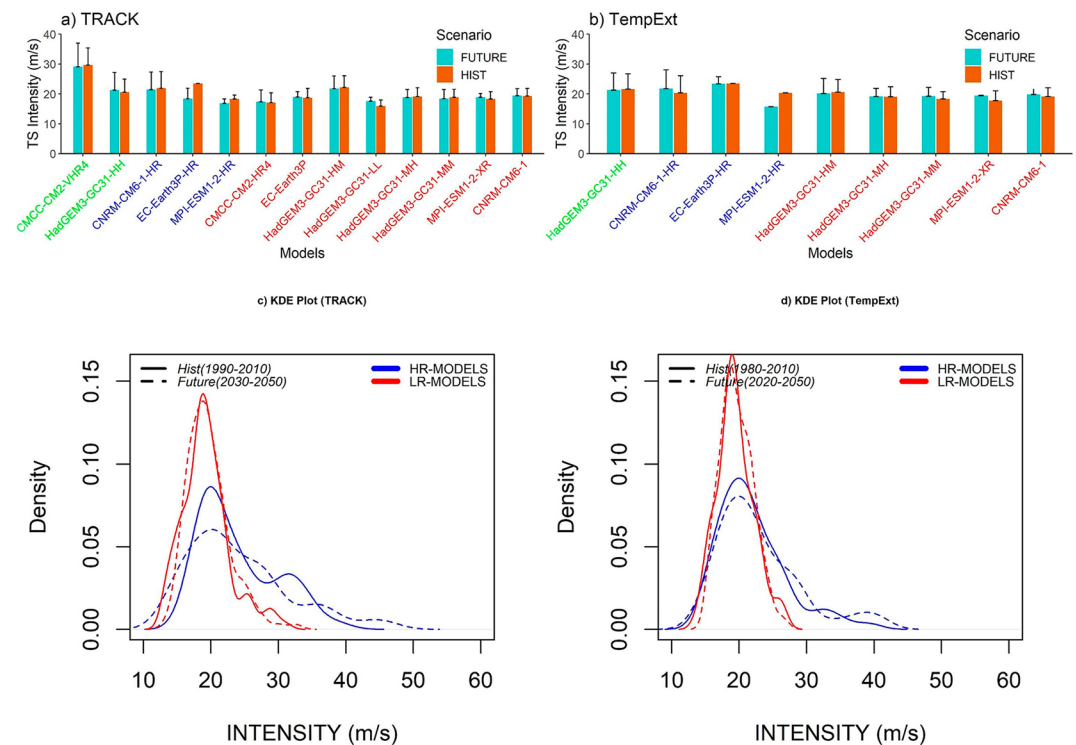 a) TRACK
TS Intensity (m/s)
40
30
20
10
0
Scenario
FUTURE
HIST
CMCC-CM2-VHR4
HadGEM3-GC31-HH
CNRM-CM6-1-HR
EC-Earth3P-HR
MPI-ESM1-2-HR
CMCC-CM2-HR4
EC-Earth3P
HadGEM3-GC31-HM
HadGEM3-GC31-LL
HadGEM3-GC31-MH
HadGEM3-GC31-MM
MPI-ESM1-2-XR
CNRM-CM6-1
Models
b) TempExt
TS Intensity (m/s)
40
30
20
10
0
Scenario
FUTURE
HIST
HadGEM3-GC31-HH
CNRM-CM6-1-HR
EC-Earth3P-HR
MPI-ESM1-2-HR
HadGEM3-GC31-HM
HadGEM3-GC31-MH
HadGEM3-GC31-MM
MPI-ESM1-2-XR
CNRM-CM6-1
Models
c) KDE Plot (TRACK)
Hist(1990-2010)
Future(2030-2050)
HR-MODELS
LR-MODELS
Density
0.15
0.10
0.05
0.00
10 20 30 40 50 60
INTENSITY (m/s)
d) KDE Plot (TempExt)
Hist(1980-2010)
Future(2020-2050)
HR-MODELS
LR-MODELS
Density
0.15
0.10
0.05
0.00
10 20 30 40 50 60
INTENSITY (m/s)